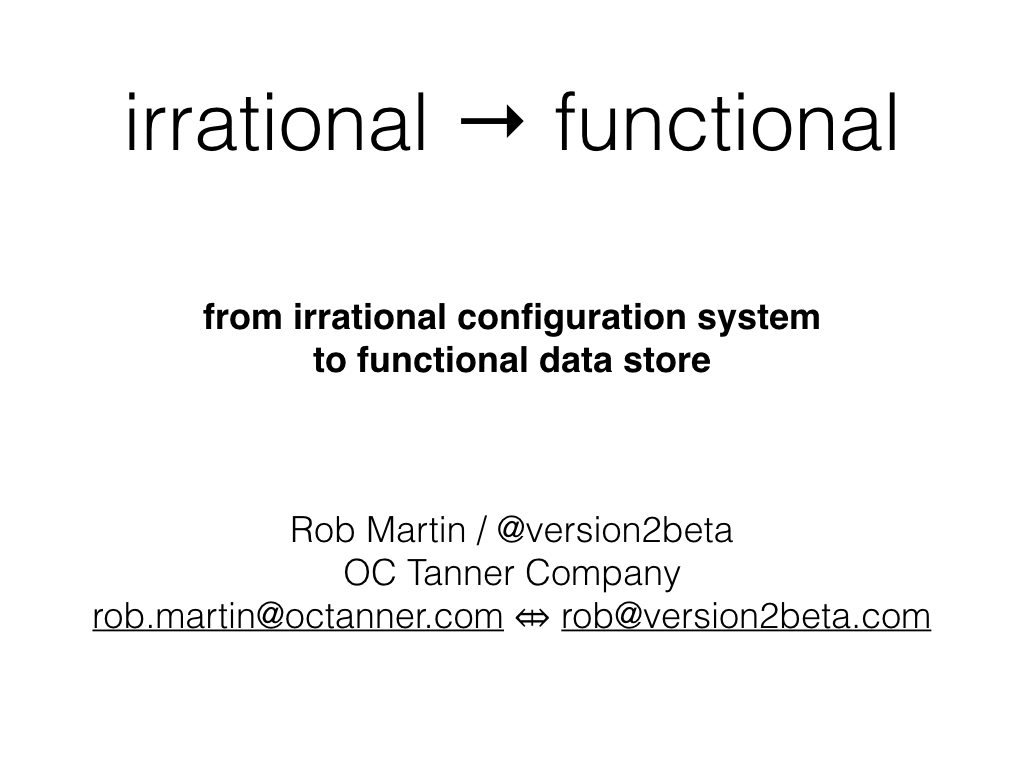 irrational → functional
from irrational configuration system
to functional data store
Rob Martin / @version2beta
OC Tanner Company
rob.martin@octanner.com ⇹ rob@version2beta.com